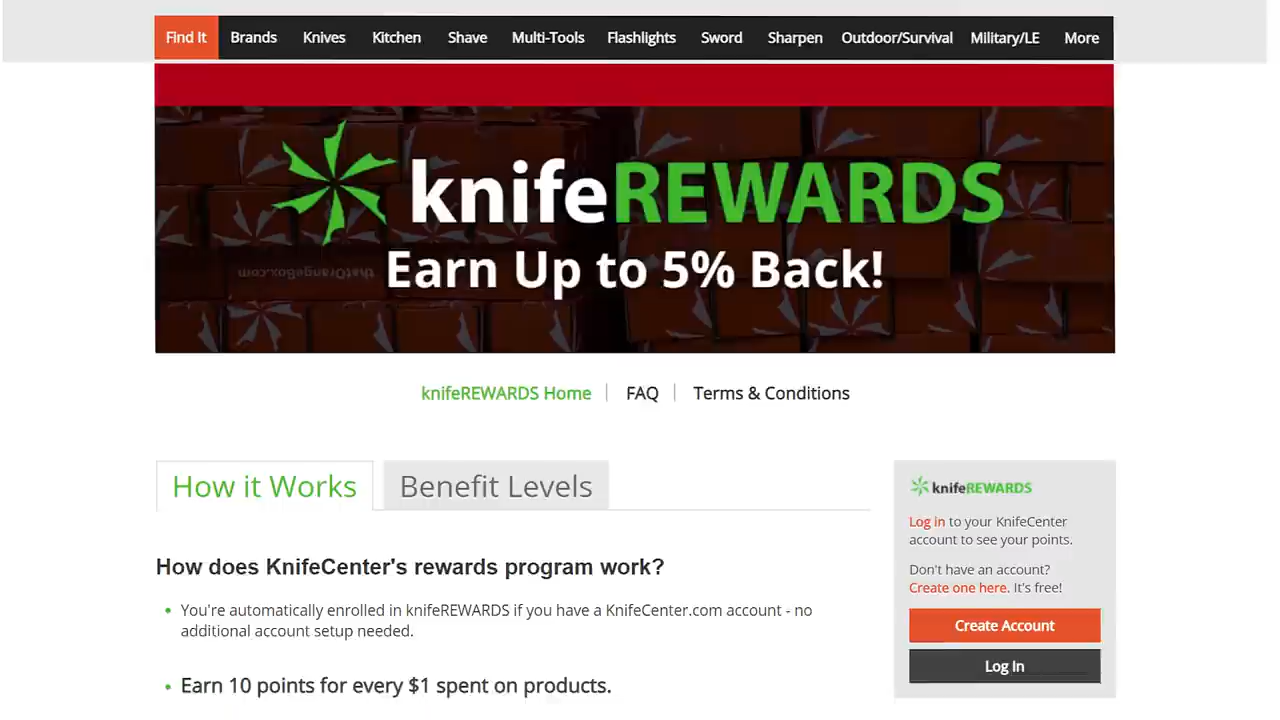 Find It Brands Knives Kitchen Shave Multi-Tools Flashlights Sword Sharpen Outdoor/Survival Military/LE More
knifeREWARDS
Earn Up to 5% Back!
thatOrangeBox.com
knifeREWARDS Home | FAQ | Terms & Conditions
How it Works Benefit Levels
How does KnifeCenter's rewards program work?
• You're automatically enrolled in knifeREWARDS if you have a KnifeCenter.com account - no
additional account setup needed.
• Earn 10 points for every $1 spent on products.
knifeREWARDS
Log in to your KnifeCenter
account to see your points.
Don't have an account?
Create one here. It's free!
Create Account
Log In